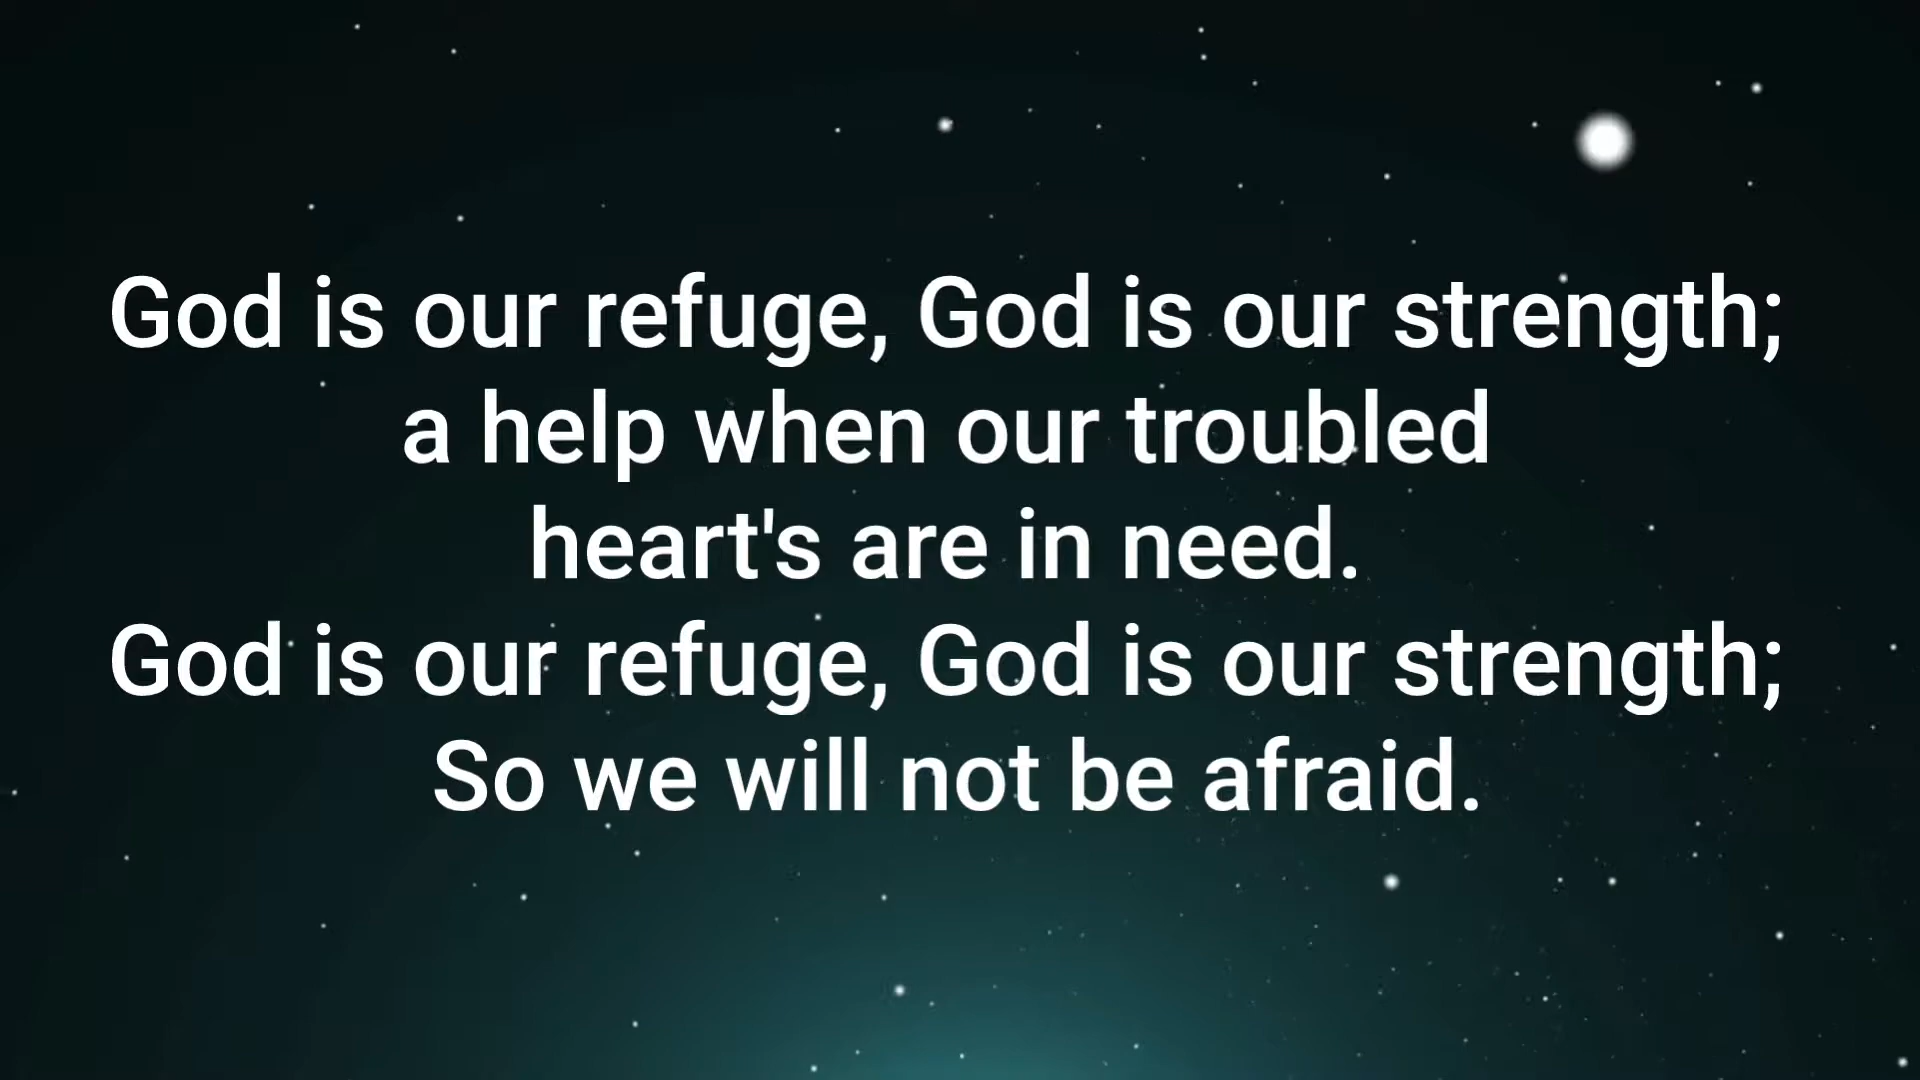 God is our refuge, God is our strength;
a help when our troubled
heart's are in need.
God is our refuge, God is our strength;
So we will not be afraid.